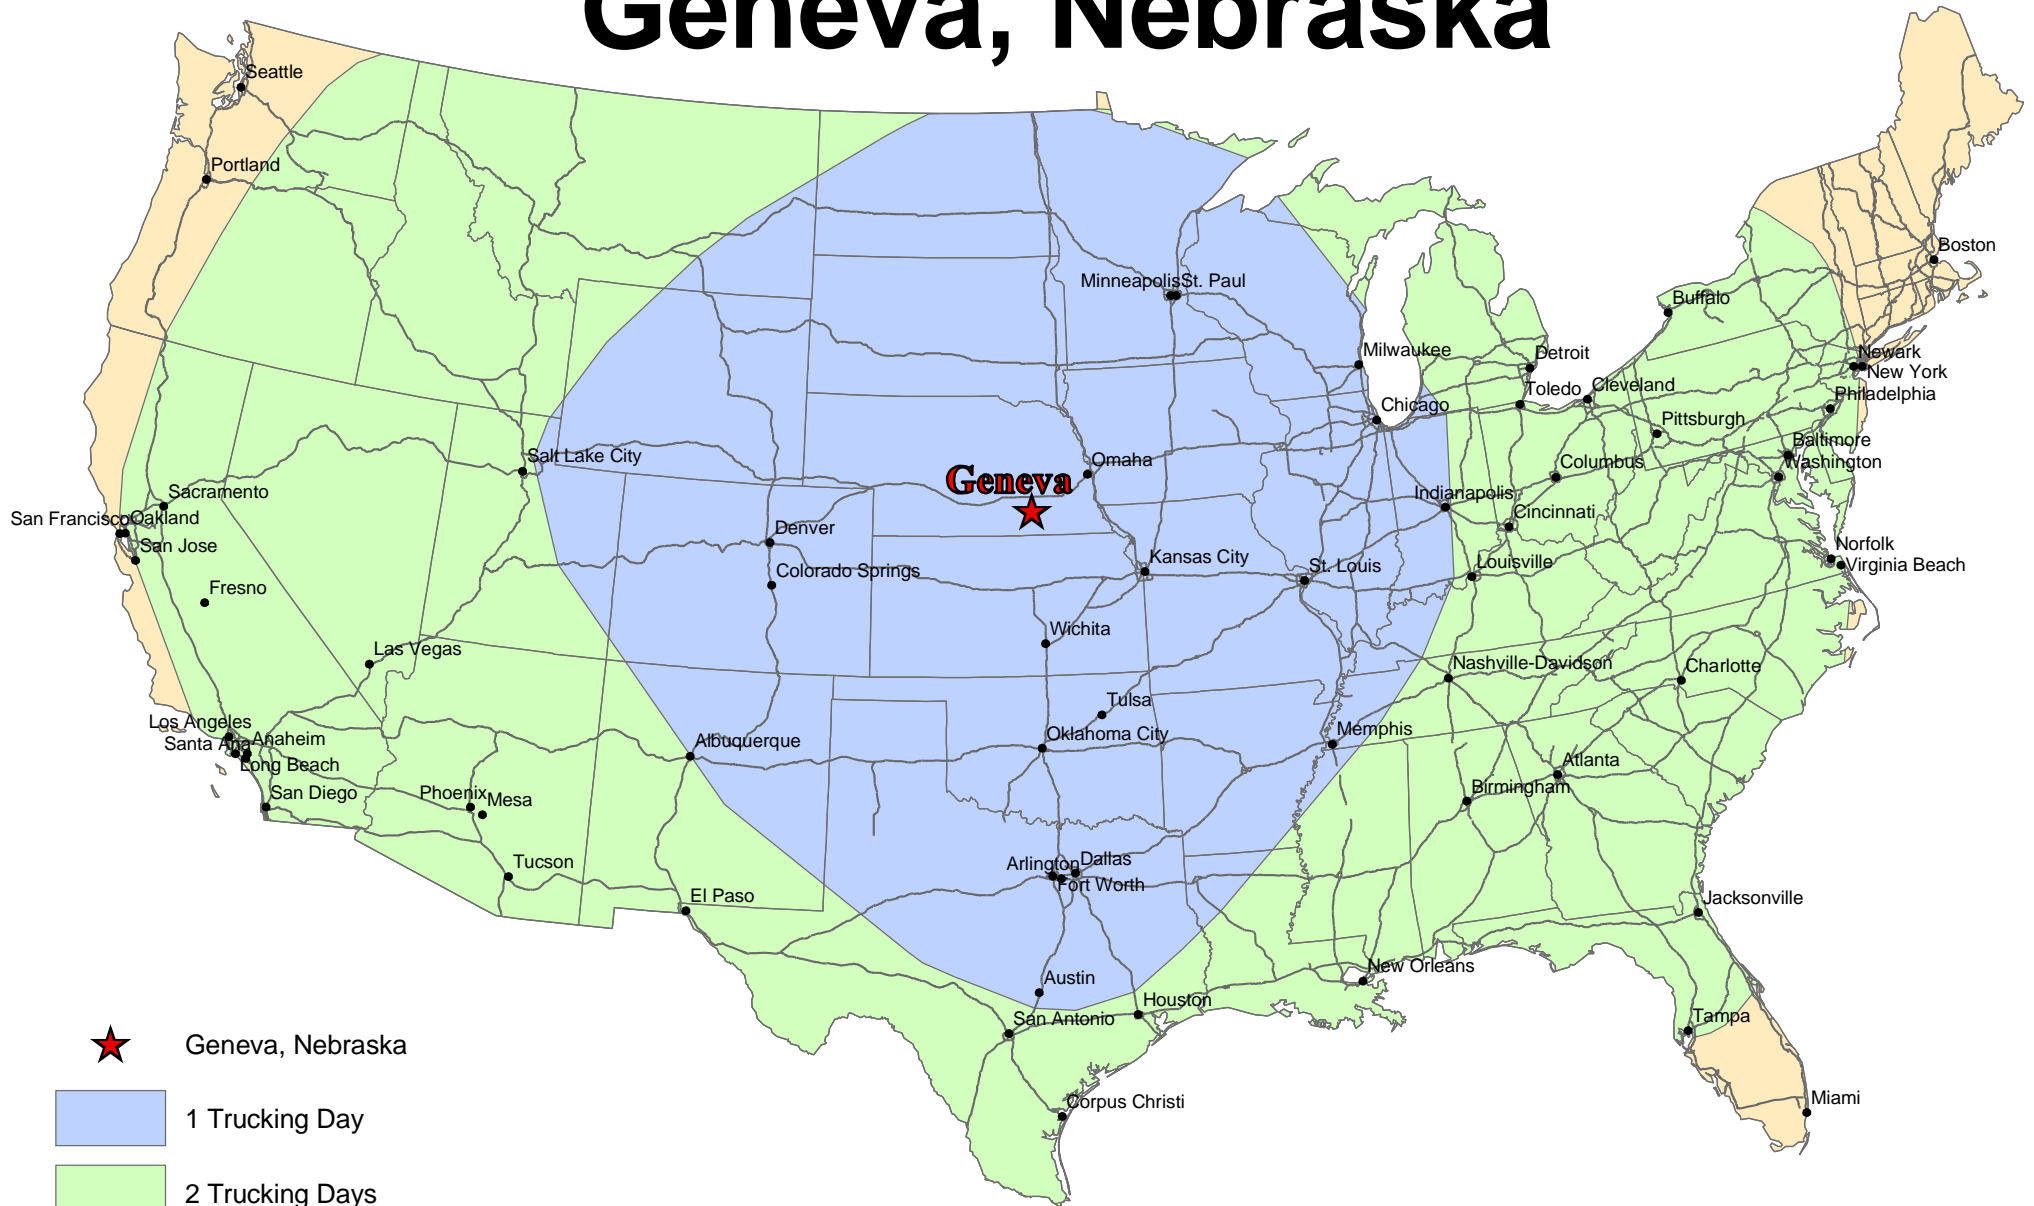 Geneva, Nebraska
Seattle
Portland
Boston
Minneapolis
St. Paul
Buffalo
Milwaukee
Detroit
Newark
New York
Toledo
Cleveland
Philadelphia
Chicago
Pittsburgh
Baltimore
Washington
Salt Lake City
Omaha
Columbus
Geneva
Sacramento
Indianapolis
San Francisco
Oakland
Cincinnati
Denver
San Jose
Norfolk
Kansas City
St. Louis
Louisville
Virginia Beach
Colorado Springs
Fresno
Wichita
Las Vegas
Nashville-Davidson
Charlotte
Tulsa
Los Angeles
Memphis
Oklahoma City
Santa Ana
Anaheim
Albuquerque
Long Beach
Atlanta
San Diego
Phoenix
Mesa
Birmingham
Tucson
Arlington
Dallas
Fort Worth
El Paso
Jacksonville
New Orleans
Austin
Houston
San Antonio
Tampa
Geneva, Nebraska
Corpus Christi
Miami
1 Trucking Day
2 Trucking Days